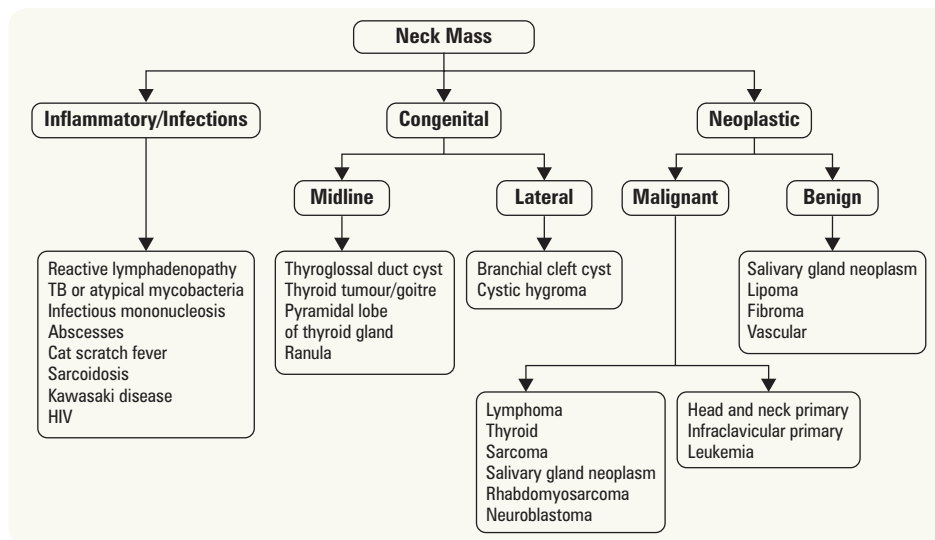 Neck Mass
Inflammatory/Infections
Congenital
Neoplastic
Midline
Lateral
Malignant
Benign
Reactive lymphadenopathy
TB or atypical mycobacteria
Infectious mononucleosis
Abscesses
Cat scratch fever
Sarcoidosis
Kawasaki disease
HIV
Thyroglossal duct cyst
Thyroid tumour/goitre
Pyramidal lobe
of thyroid gland
Ranula
Branchial cleft cyst
Cystic hygroma
Salivary gland neoplasm
Lipoma
Fibroma
Vascular
Lymphoma
Thyroid
Sarcoma
Salivary gland neoplasm
Rhabdomyosarcoma
Neuroblastoma
Head and neck primary
Infraclavicular primary
Leukemia